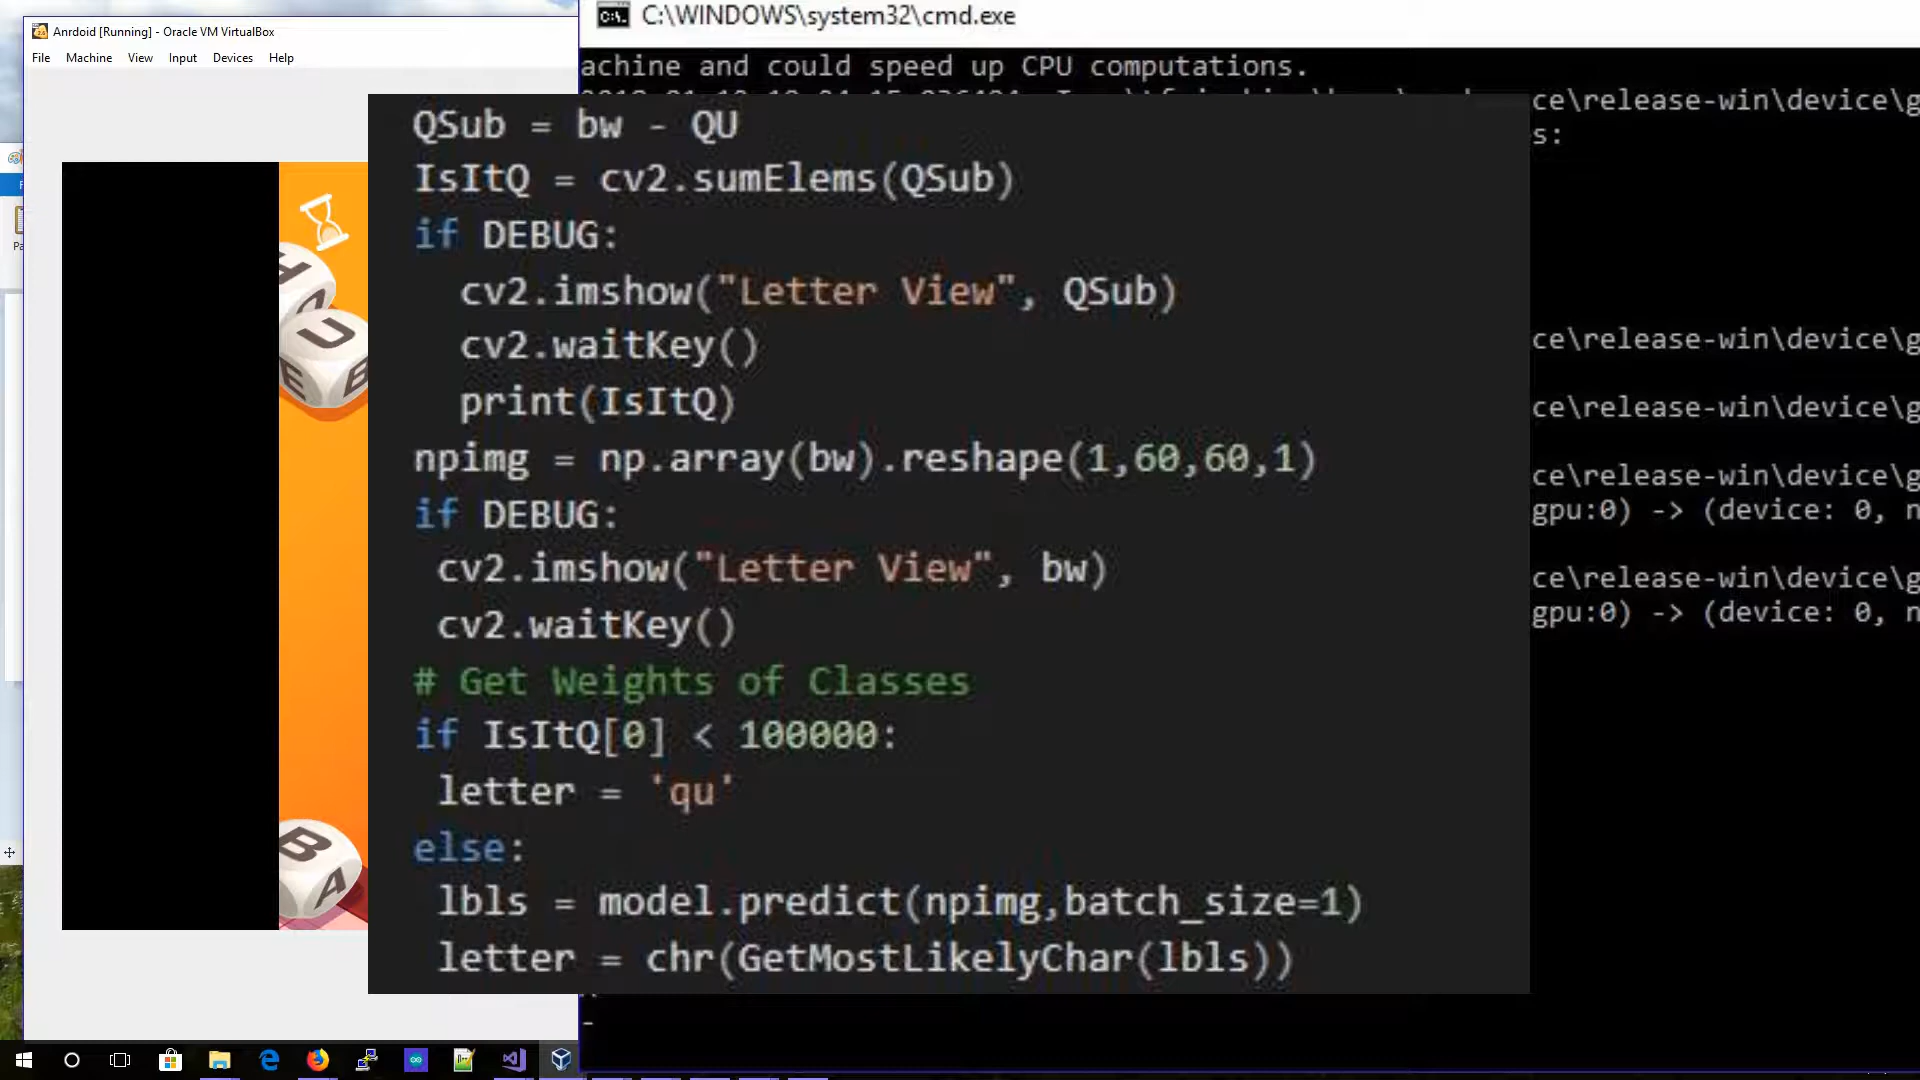 Anrdoid [Running] - Oracle VM VirtualBox
File Machine View Input Devices Help
C:\WINDOWS\system32\cmd.exe
achine and could speed up CPU computations.
ce\release-win\device\g
s:
QSub = bw - QU
IsItQ = cv2.sumElems(QSub)
if DEBUG:
cv2.imshow("Letter View", QSub)
cv2.waitKey()
print(IsItQ)
npimg = np.array(bw).reshape(1,60,60,1)
if DEBUG:
cv2.imshow("Letter View", bw)
cv2.waitKey()
# Get Weights of Classes
if IsItQ[0] < 100000:
letter = 'qu'
else:
lbls = model.predict(npimg,batch_size=1)
letter = chr(GetMostLikelyChar(lbls))
ce\release-win\device\g
ce\release-win\device\g
ce\release-win\device\g
gpu:0) -> (device: 0, n
ce\release-win\device\g
gpu:0) -> (device: 0, n
H
U
E B
B
A